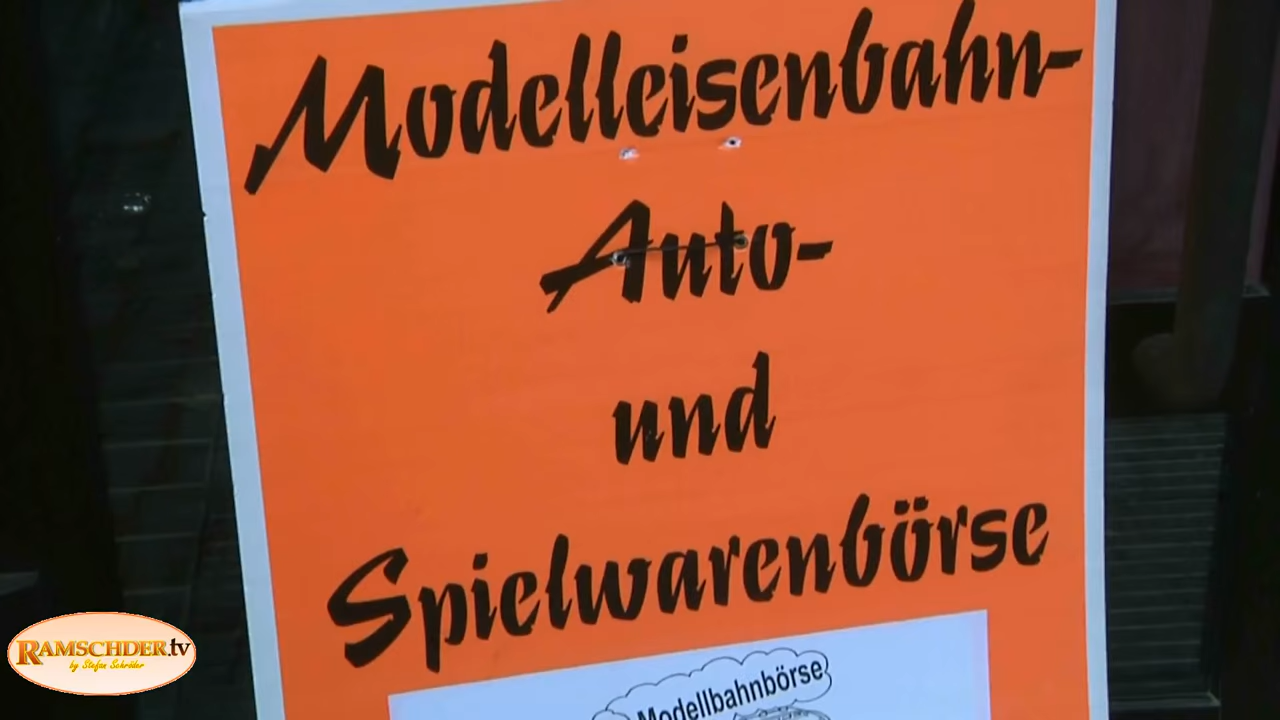 Modelleisenbahn-
Auto-
und
Spielwarenbörse
Modellbahnbörse
RAMSCHDER.tv
by Stefan Schröder